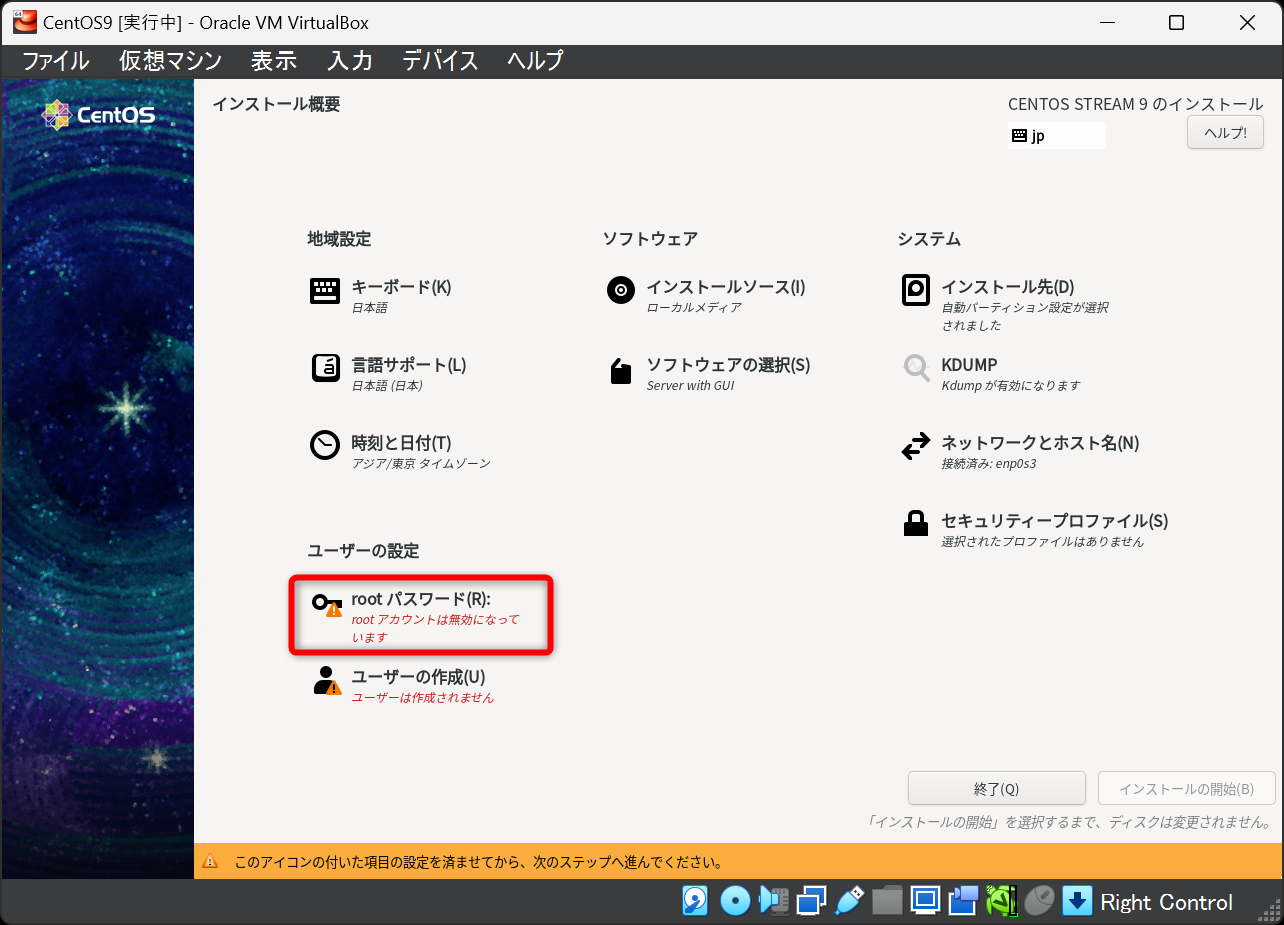 CentOS9 [実行中] - Oracle VM VirtualBox
ファイル 仮想マシン 表示 入力 デバイス ヘルプ
CentOS
インストール概要
CENTOS STREAM 9 のインストール
jp
ヘルプ!
地域設定
キーボード(K)
日本語
言語サポート(L)
日本語 (日本)
時刻と日付(T)
アジア/東京 タイムゾーン
ソフトウェア
インストールソース(I)
ローカルメディア
ソフトウェアの選択(S)
Server with GUI
システム
インストール先(D)
自動パーティション設定が選択
されました
KDUMP
Kdump が有効になります
ネットワークとホスト名(N)
接続済み: enp0s3
セキュリティープロファイル(S)
選択されたプロファイルはありません
ユーザーの設定
root パスワード(R):
root アカウントは無効になって
います
ユーザーの作成(U)
ユーザーは作成されません
終了(Q)
インストールの開始(B)
「インストールの開始」を選択するまで、ディスクは変更されません。
このアイコンの付いた項目の設定を済ませてから、次のステップへ進んでください。
Right Control